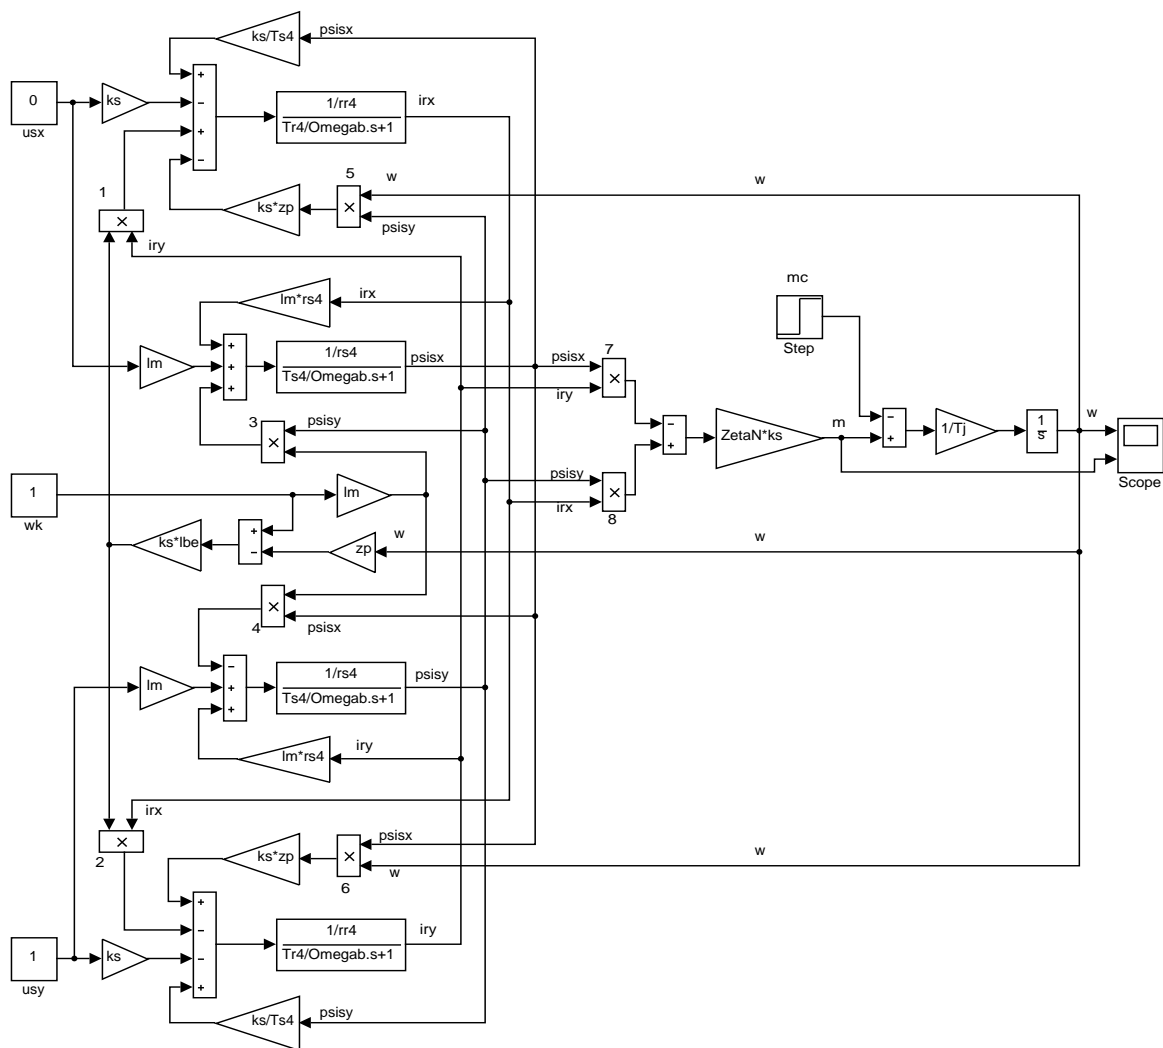 ks/Ts4
psisx
0
usx
ks
+
−
+
−
1/rr4
Tr4/Omegab.s+1
irx
1
×
ks*zp
5
×
w
psisy
w
iry
lm*rs4
irx
mc
Step
lm
+
+
+
1/rs4
Ts4/Omegab.s+1
psisx
psisx
7
×
iry
3
×
psisy
−
+
ZetaN*ks
m
−
+
1/Tj
1
s
w
Scope
1
wk
lm
psisy
×
irx
8
ks*lbe
+
−
zp
w
w
4
×
psisx
lm
−
+
+
1/rs4
Ts4/Omegab.s+1
psisy
lm*rs4
iry
irx
×
2
ks*zp
×
6
psisx
w
w
1
usy
ks
+
−
−
+
1/rr4
Tr4/Omegab.s+1
iry
ks/Ts4
psisy